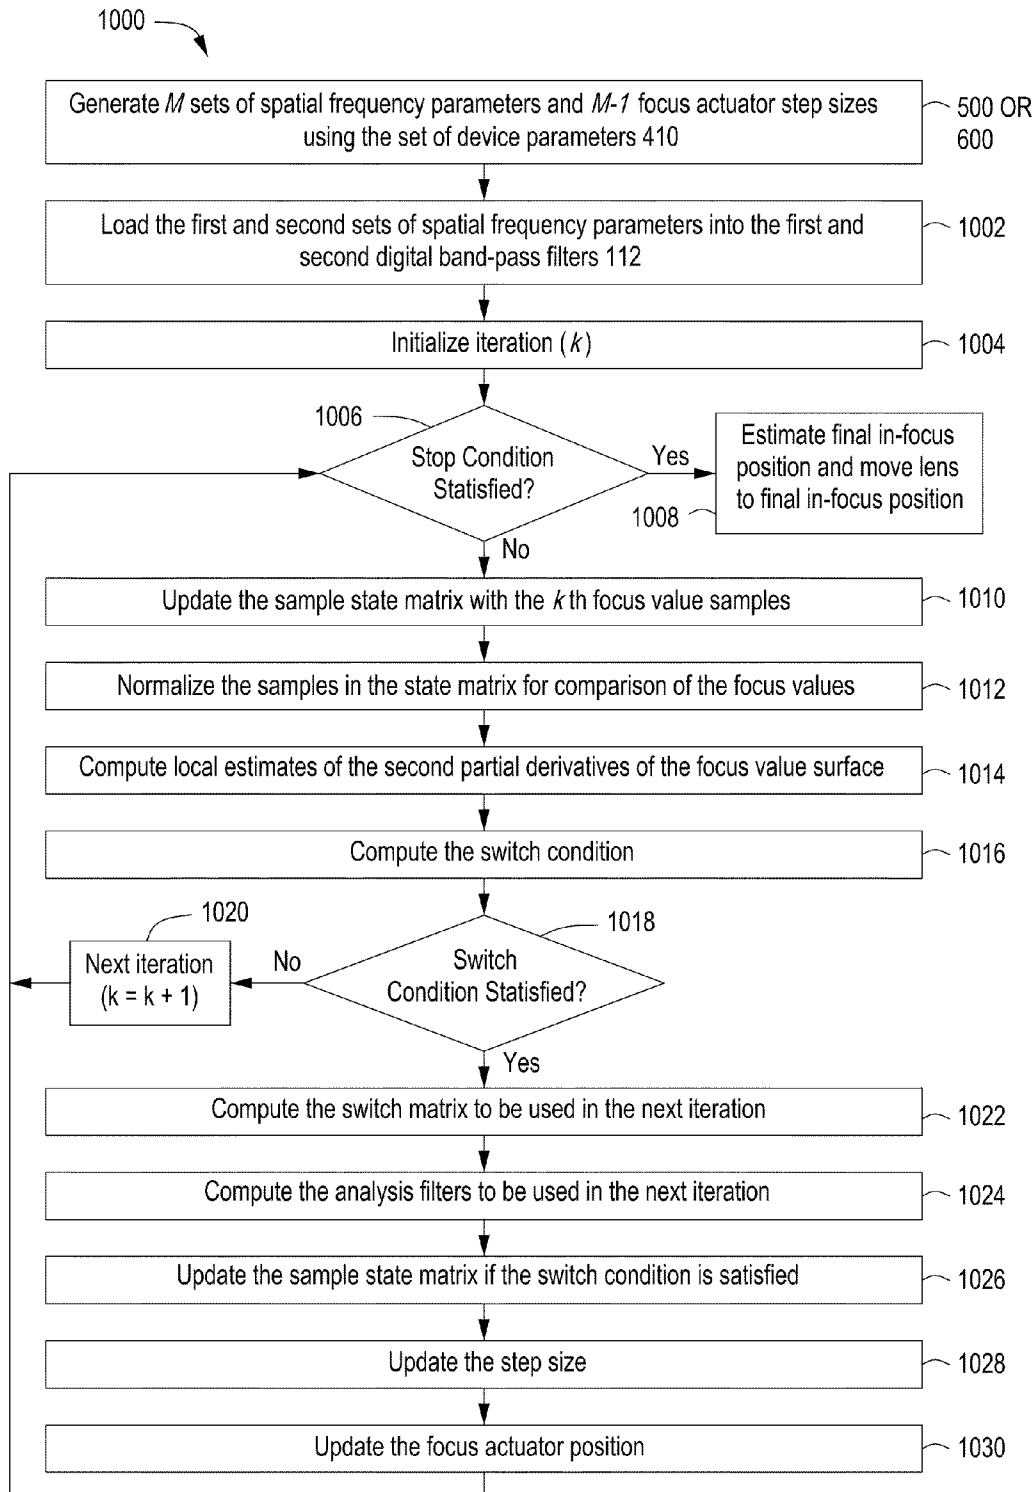 1000
Generate M sets of spatial frequency parameters and M-1 focus actuator step sizes
using the set of device parameters 410
500 OR
600
Load the first and second sets of spatial frequency parameters into the first and
second digital band-pass filters 112
1002
Initialize iteration (k)
1004
1006
Stop Condition
Statisfied?
Yes
Estimate final in-focus
position and move lens
to final in-focus position
1008
No
Update the sample state matrix with the k th focus value samples
1010
Normalize the samples in the state matrix for comparison of the focus values
1012
Compute local estimates of the second partial derivatives of the focus value surface
1014
Compute the switch condition
1016
1018
Switch
Condition Statisfied?
No
1020
Next iteration
(k = k + 1)
Yes
Compute the switch matrix to be used in the next iteration
1022
Compute the analysis filters to be used in the next iteration
1024
Update the sample state matrix if the switch condition is satisfied
1026
Update the step size
1028
Update the focus actuator position
1030